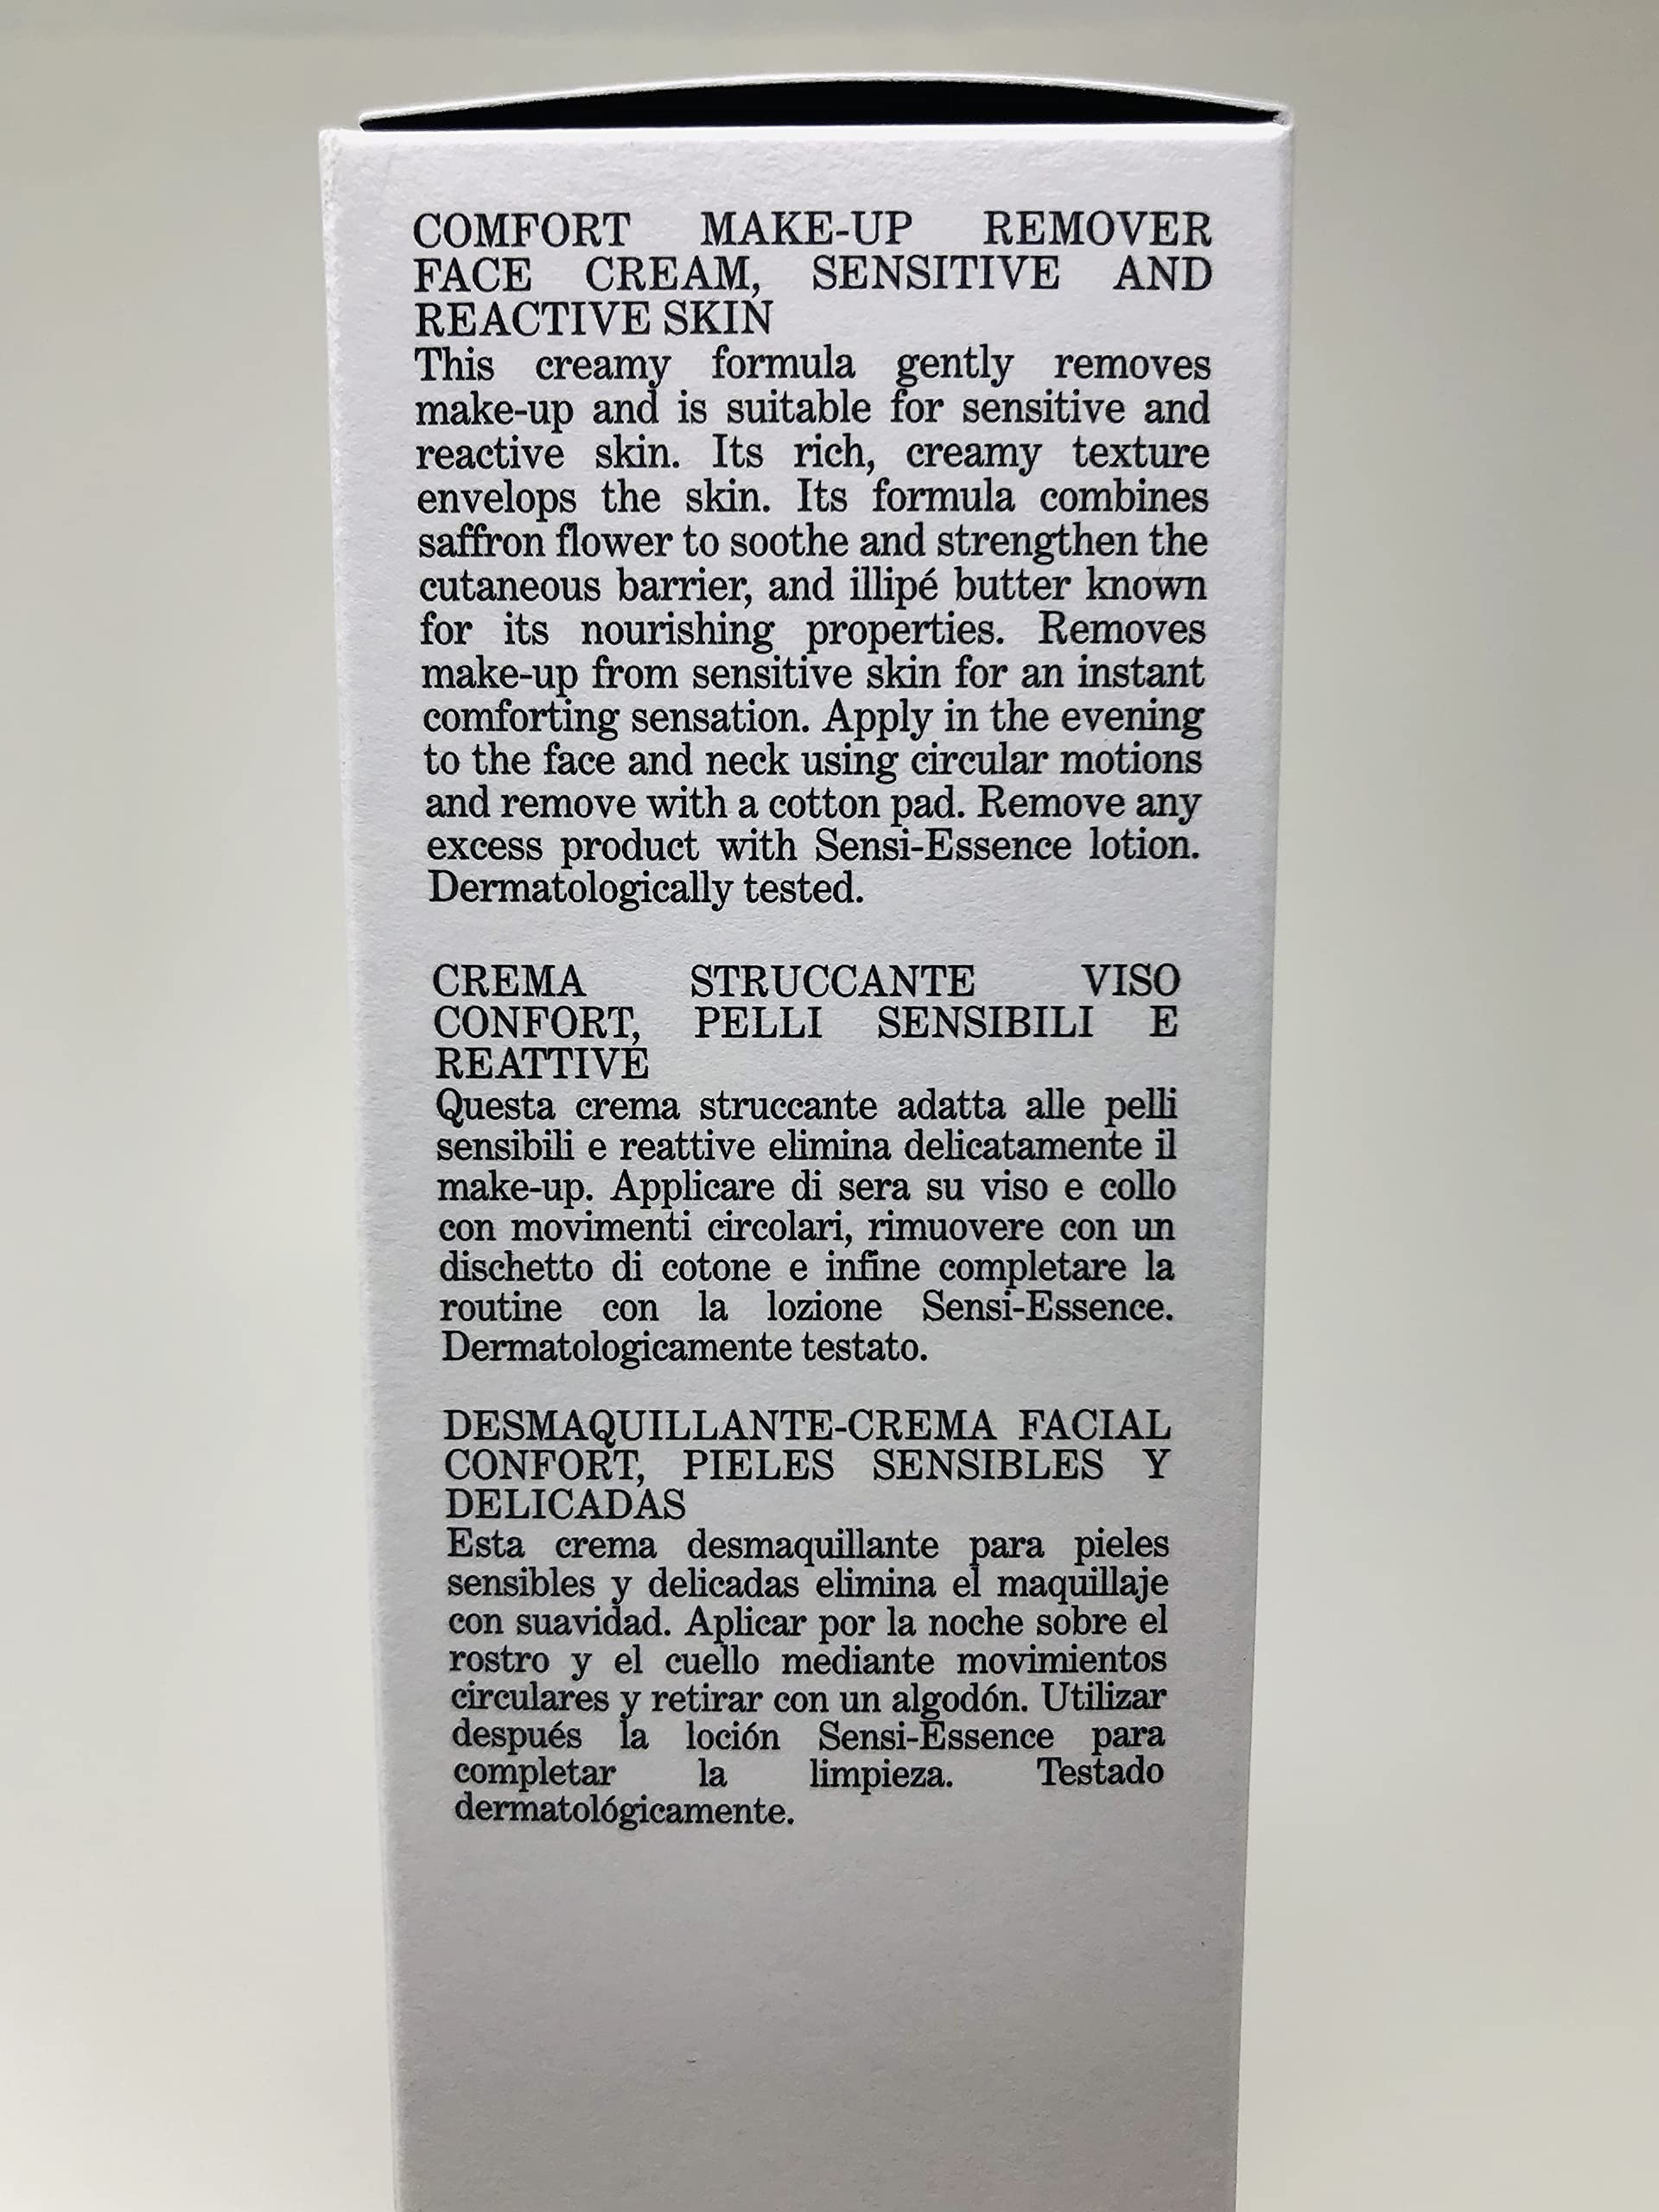 COMFORT MAKE-UP REMOVER
FACE CREAM, SENSITIVE AND
REACTIVE SKIN
This creamy formula gently removes
make-up and is suitable for sensitive and
reactive skin. Its rich, creamy texture
envelops the skin. Its formula combines
saffron flower to soothe and strengthen the
cutaneous barrier, and illipé butter known
for its nourishing properties. Removes
make-up from sensitive skin for an instant
comforting sensation. Apply in the evening
to the face and neck using circular motions
and remove with a cotton pad. Remove any
excess product with Sensi-Essence lotion.
Dermatologically tested.
CREMA STRUCCANTE VISO
CONFORT, PELLI SENSIBILI E
REATTIVE
Questa crema struccante adatta alle pelli
sensibili e reattive elimina delicatamente il
make-up. Applicare di sera su viso e collo
con movimenti circolari, rimuovere con un
dischetto di cotone e infine completare la
routine con la lozione Sensi-Essence.
Dermatologicamente testato.
DESMAQUILLANTE-CREMA FACIAL
CONFORT, PIELES SENSIBLES Y
DELICADAS
Esta crema desmaquillante para pieles
sensibles y delicadas elimina el maquillaje
con suavidad. Aplicar por la noche sobre el
rostro y el cuello mediante movimientos
circulares y retirar con un algodón. Utilizar
después la loción Sensi-Essence para
completar la limpieza. Testado
dermatológicamente.